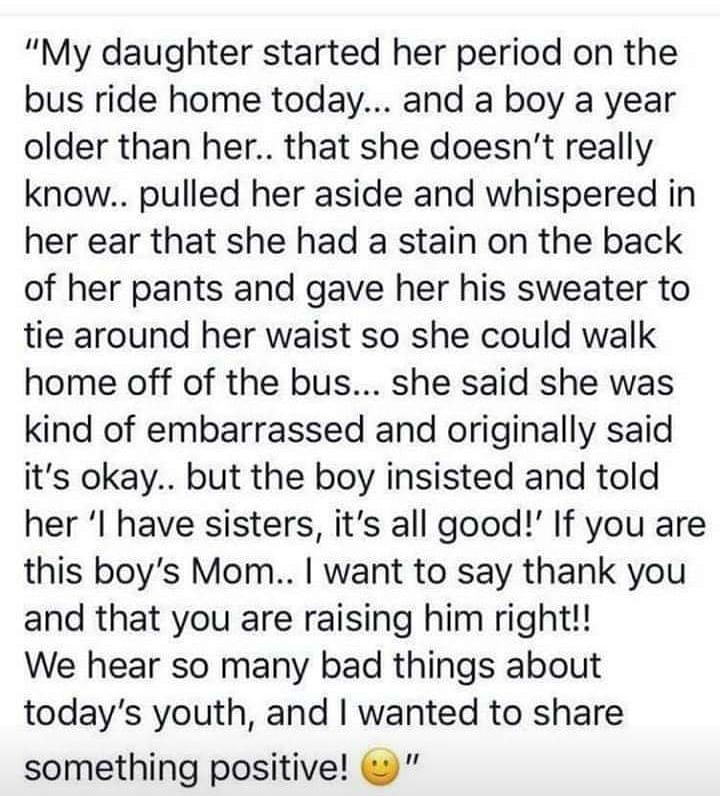 "My daughter started her period on the
bus ride home today... and a boy a year
older than her.. that she doesn't really
know.. pulled her aside and whispered in
her ear that she had a stain on the back
of her pants and gave her his sweater to
tie around her waist so she could walk
home off of the bus... she said she was
kind of embarrassed and originally said
it's okay.. but the boy insisted and told
her 'I have sisters, it's all good!' If you are
this boy's Mom.. I want to say thank you
and that you are raising him right!!
We hear so many bad things about
today's youth, and I wanted to share
something positive! 🙂"